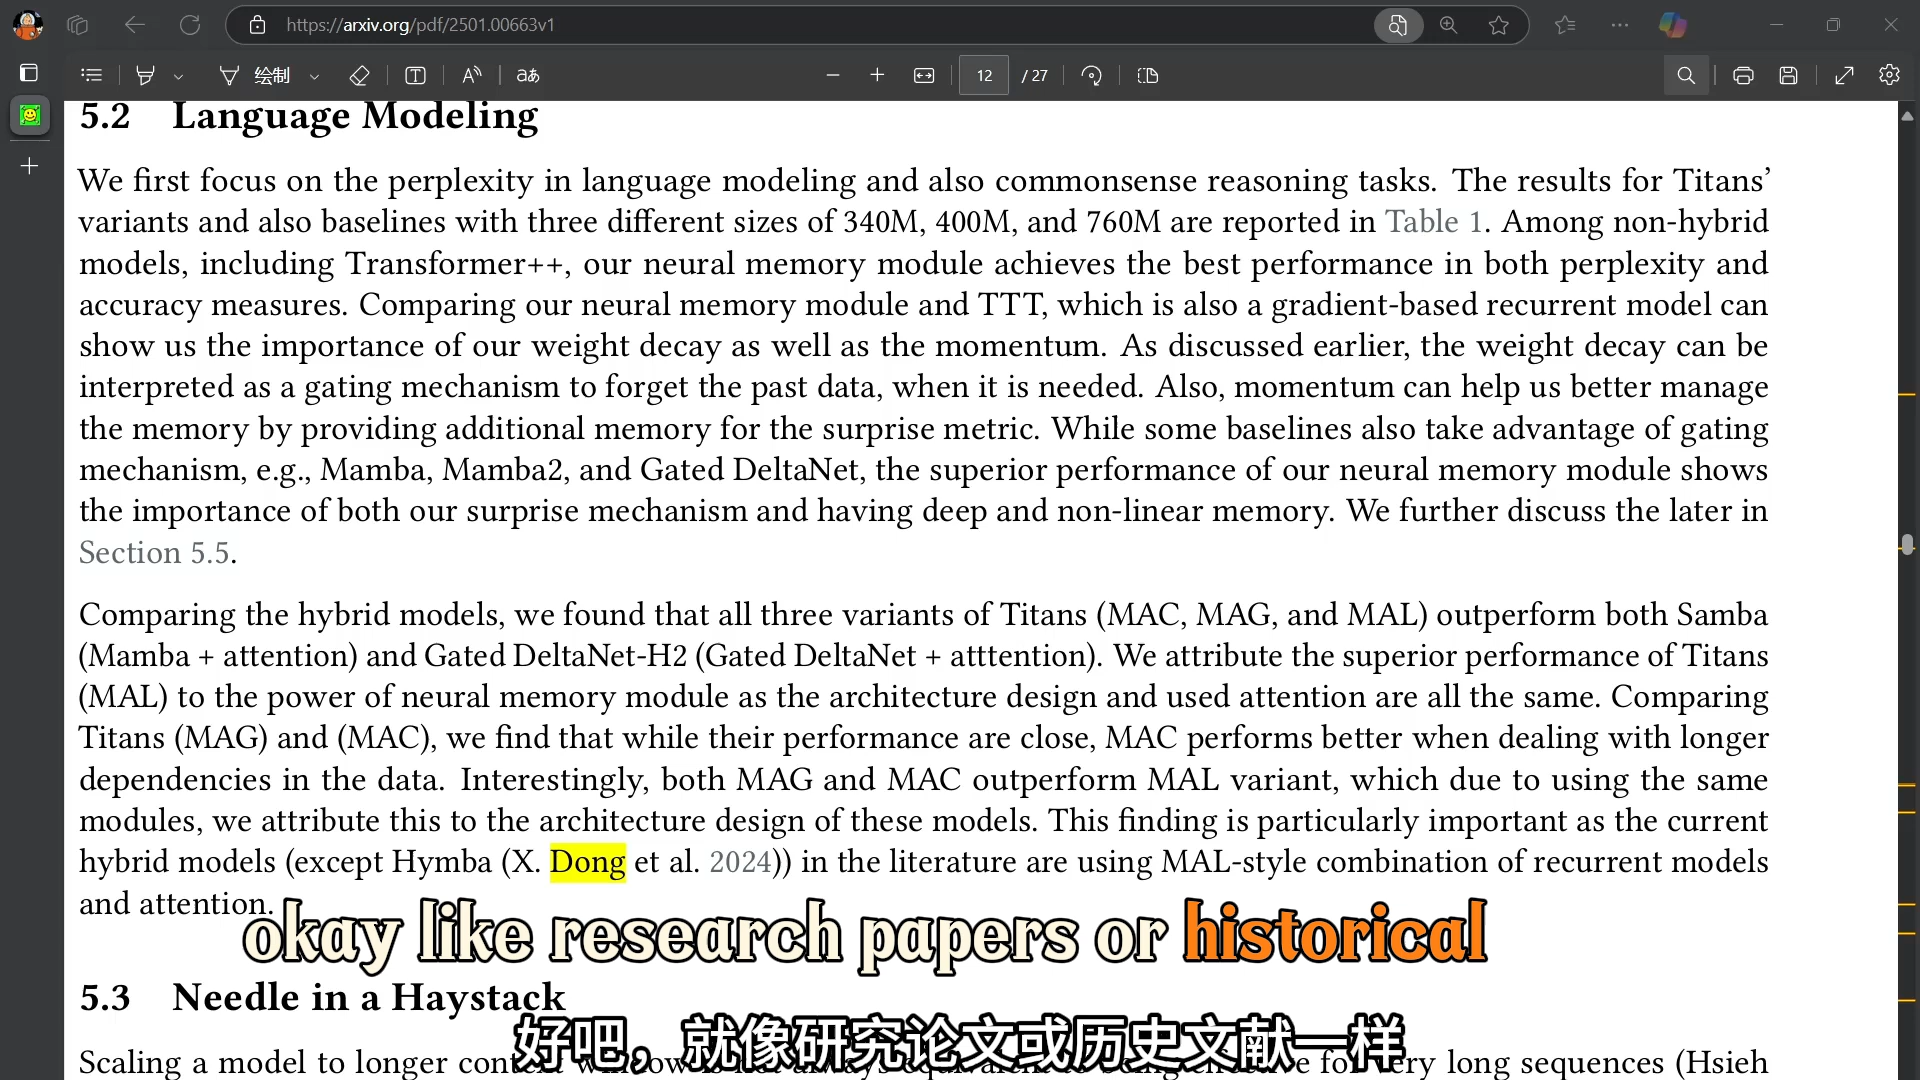 https://arxiv.org/pdf/2501.00663v1
绘制
aあ
12 / 27
5.2 Language Modeling
We first focus on the perplexity in language modeling and also commonsense reasoning tasks. The results for Titans’
variants and also baselines with three different sizes of 340M, 400M, and 760M are reported in Table 1. Among non-hybrid
models, including Transformer++, our neural memory module achieves the best performance in both perplexity and
accuracy measures. Comparing our neural memory module and TTT, which is also a gradient-based recurrent model can
show us the importance of our weight decay as well as the momentum. As discussed earlier, the weight decay can be
interpreted as a gating mechanism to forget the past data, when it is needed. Also, momentum can help us better manage
the memory by providing additional memory for the surprise metric. While some baselines also take advantage of gating
mechanism, e.g., Mamba, Mamba2, and Gated DeltaNet, the superior performance of our neural memory module shows
the importance of both our surprise mechanism and having deep and non-linear memory. We further discuss the later in
Section 5.5.
Comparing the hybrid models, we found that all three variants of Titans (MAC, MAG, and MAL) outperform both Samba
(Mamba + attention) and Gated DeltaNet-H2 (Gated DeltaNet + atttention). We attribute the superior performance of Titans
(MAL) to the power of neural memory module as the architecture design and used attention are all the same. Comparing
Titans (MAG) and (MAC), we find that while their performance are close, MAC performs better when dealing with longer
dependencies in the data. Interestingly, both MAG and MAC outperform MAL variant, which due to using the same
modules, we attribute this to the architecture design of these models. This finding is particularly important as the current
hybrid models (except Hymba (X. Dong et al. 2024)) in the literature are using MAL-style combination of recurrent models
and attention.
okay like research papers or historical
5.3 Needle in a Haystack
好吧，就像研究论文或历史文献一样
Scaling a model to longer for very long sequences (Hsieh